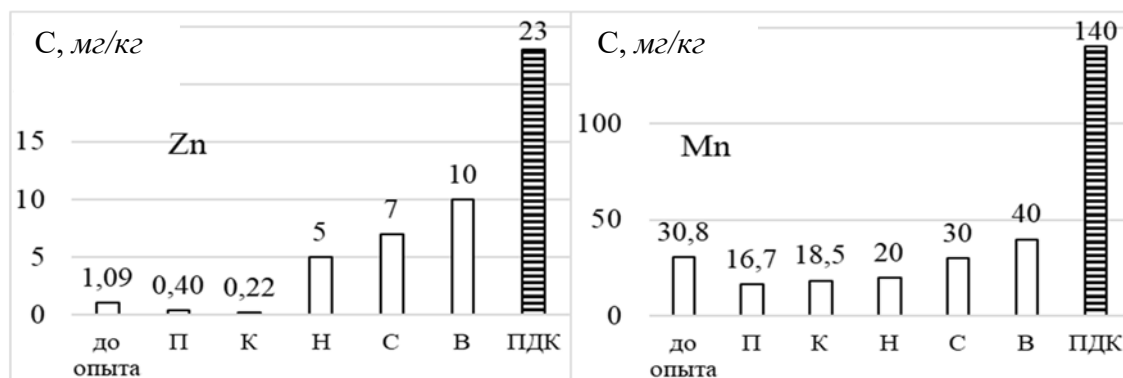 С, мг/кг
23
15
Zn
10
10
7
5
5
1,09
0,40
0,22
0
до опыта
П
К
Н
С
В
ПДК
С, мг/кг
140
100
Mn
50
40
30,8
30
16,7
18,5
20
0
до опыта
П
К
Н
С
В
ПДК